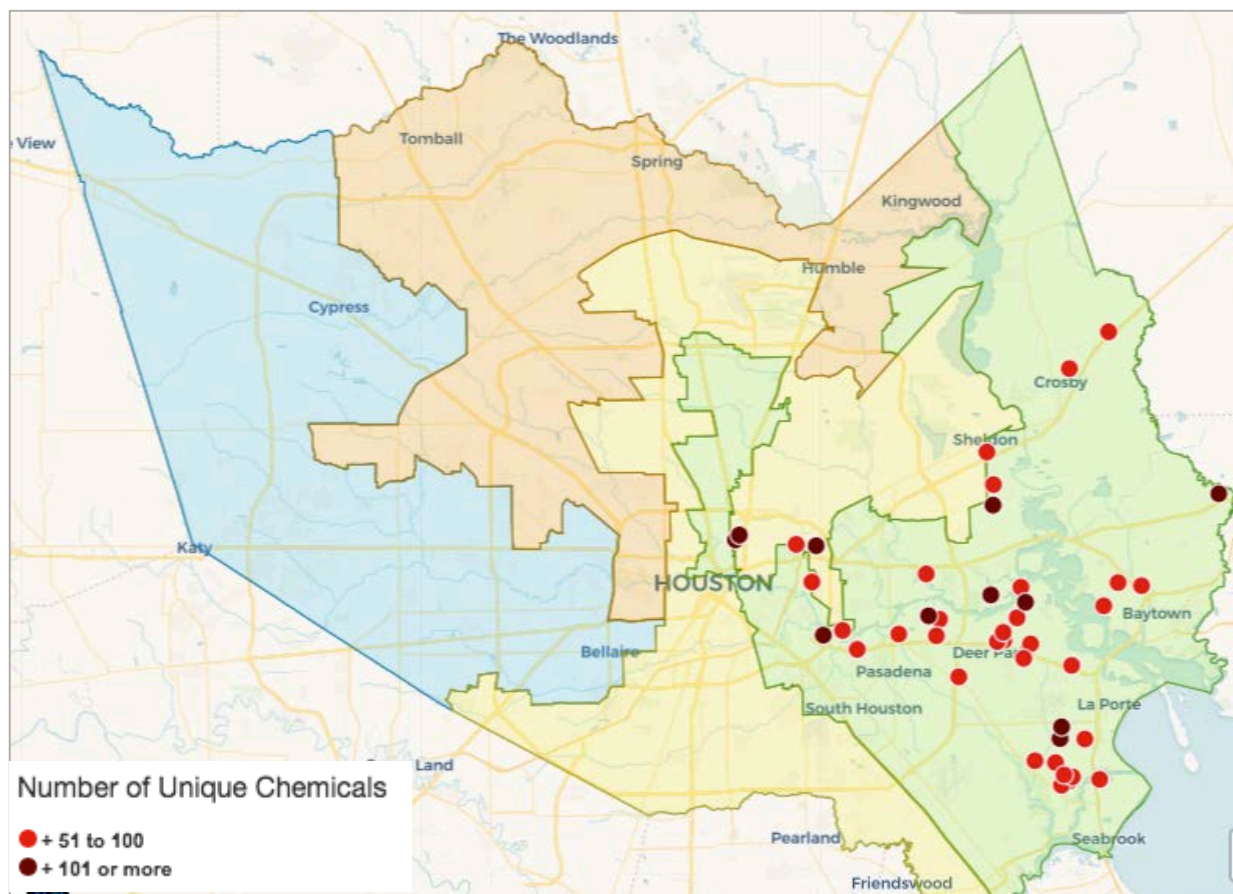 The Woodlands
View
Tomball
Spring
Kingwood
Humble
Cypress
Crosby
Sheldon
Katy
HOUSTON
Baytown
Bellaire
Deer Pa
Pasadena
La Porte
South Houston
Land
Number of Unique Chemicals
+ 51 to 100
+ 101 or more
Pearland
Seabrook
Friendswood